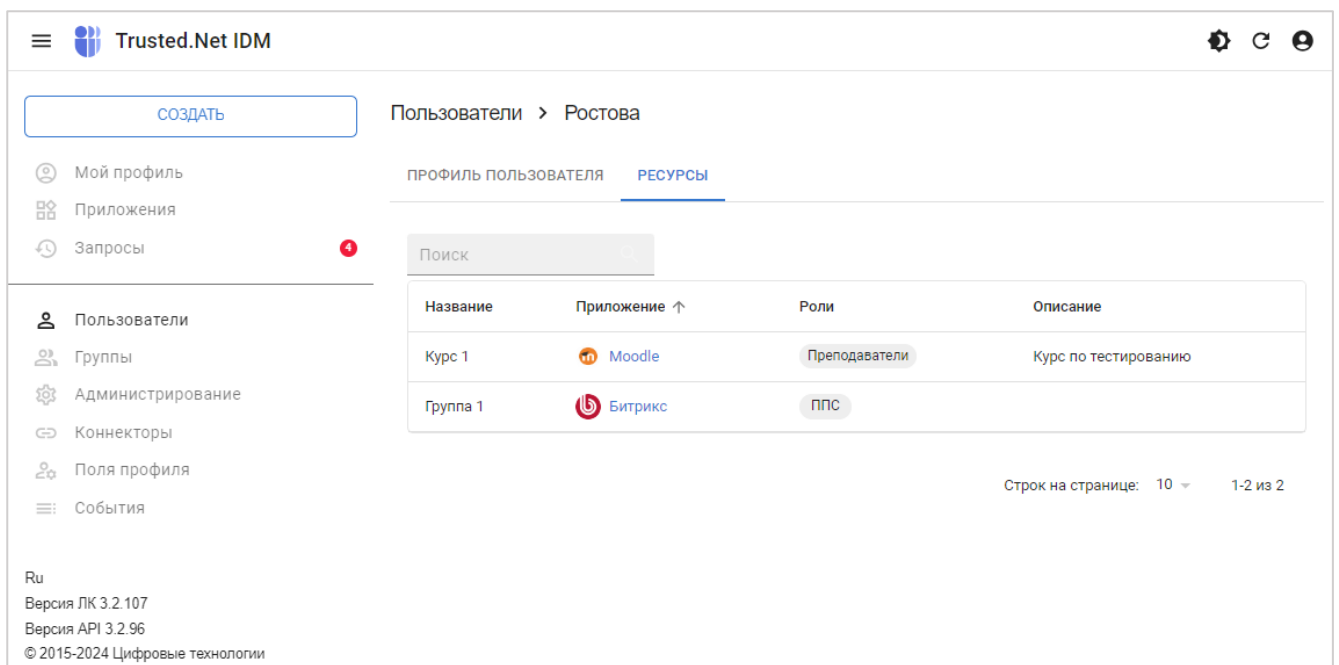 Trusted.Net IDM
СОЗДАТЬ
Мой профиль
Приложения
Запросы 4
Пользователи
Группы
Администрирование
Коннекторы
Поля профиля
События
Ru
Версия ЛК 3.2.107
Версия API 3.2.96
© 2015-2024 Цифровые технологии
Пользователи > Ростова
ПРОФИЛЬ ПОЛЬЗОВАТЕЛЯ РЕСУРСЫ
Поиск
Название Приложение ↑ Роли Описание
Курс 1 Moodle Преподаватели Курс по тестированию
Группа 1 Битрикс ППС
Строк на странице: 10 1-2 из 2